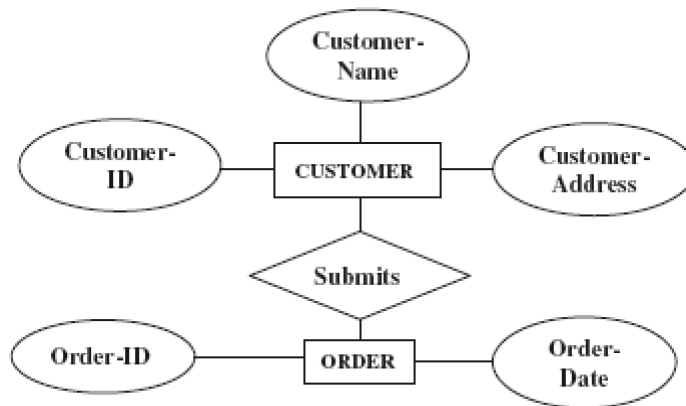 Customer-
Name
Customer-
ID
CUSTOMER
Customer-
Address
Submits
Order-ID
ORDER
Order-
Date